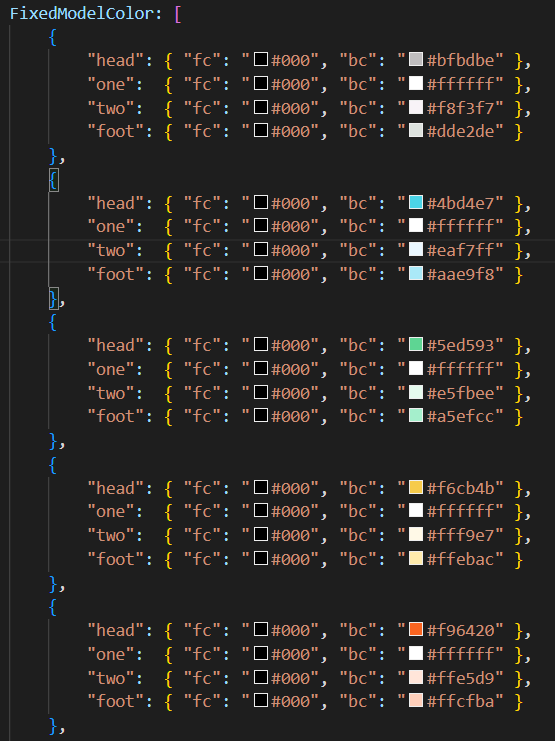 FixedModelColor: [
{
"head": { "fc": "#000", "bc": "#bfbdbe" },
"one":  { "fc": "#000", "bc": "#ffffff" },
"two":  { "fc": "#000", "bc": "#f8f3f7" },
"foot": { "fc": "#000", "bc": "#dde2de" }
},
{
"head": { "fc": "#000", "bc": "#4bd4e7" },
"one":  { "fc": "#000", "bc": "#ffffff" },
"two":  { "fc": "#000", "bc": "#eaf7ff" },
"foot": { "fc": "#000", "bc": "#aae9f8" }
},
{
"head": { "fc": "#000", "bc": "#5ed593" },
"one":  { "fc": "#000", "bc": "#ffffff" },
"two":  { "fc": "#000", "bc": "#e5fbee" },
"foot": { "fc": "#000", "bc": "#a5efcc" }
},
{
"head": { "fc": "#000", "bc": "#f6cb4b" },
"one":  { "fc": "#000", "bc": "#ffffff" },
"two":  { "fc": "#000", "bc": "#fff9e7" },
"foot": { "fc": "#000", "bc": "#ffebac" }
},
{
"head": { "fc": "#000", "bc": "#f96420" },
"one":  { "fc": "#000", "bc": "#ffffff" },
"two":  { "fc": "#000", "bc": "#ffe5d9" },
"foot": { "fc": "#000", "bc": "#ffcfba" }
},